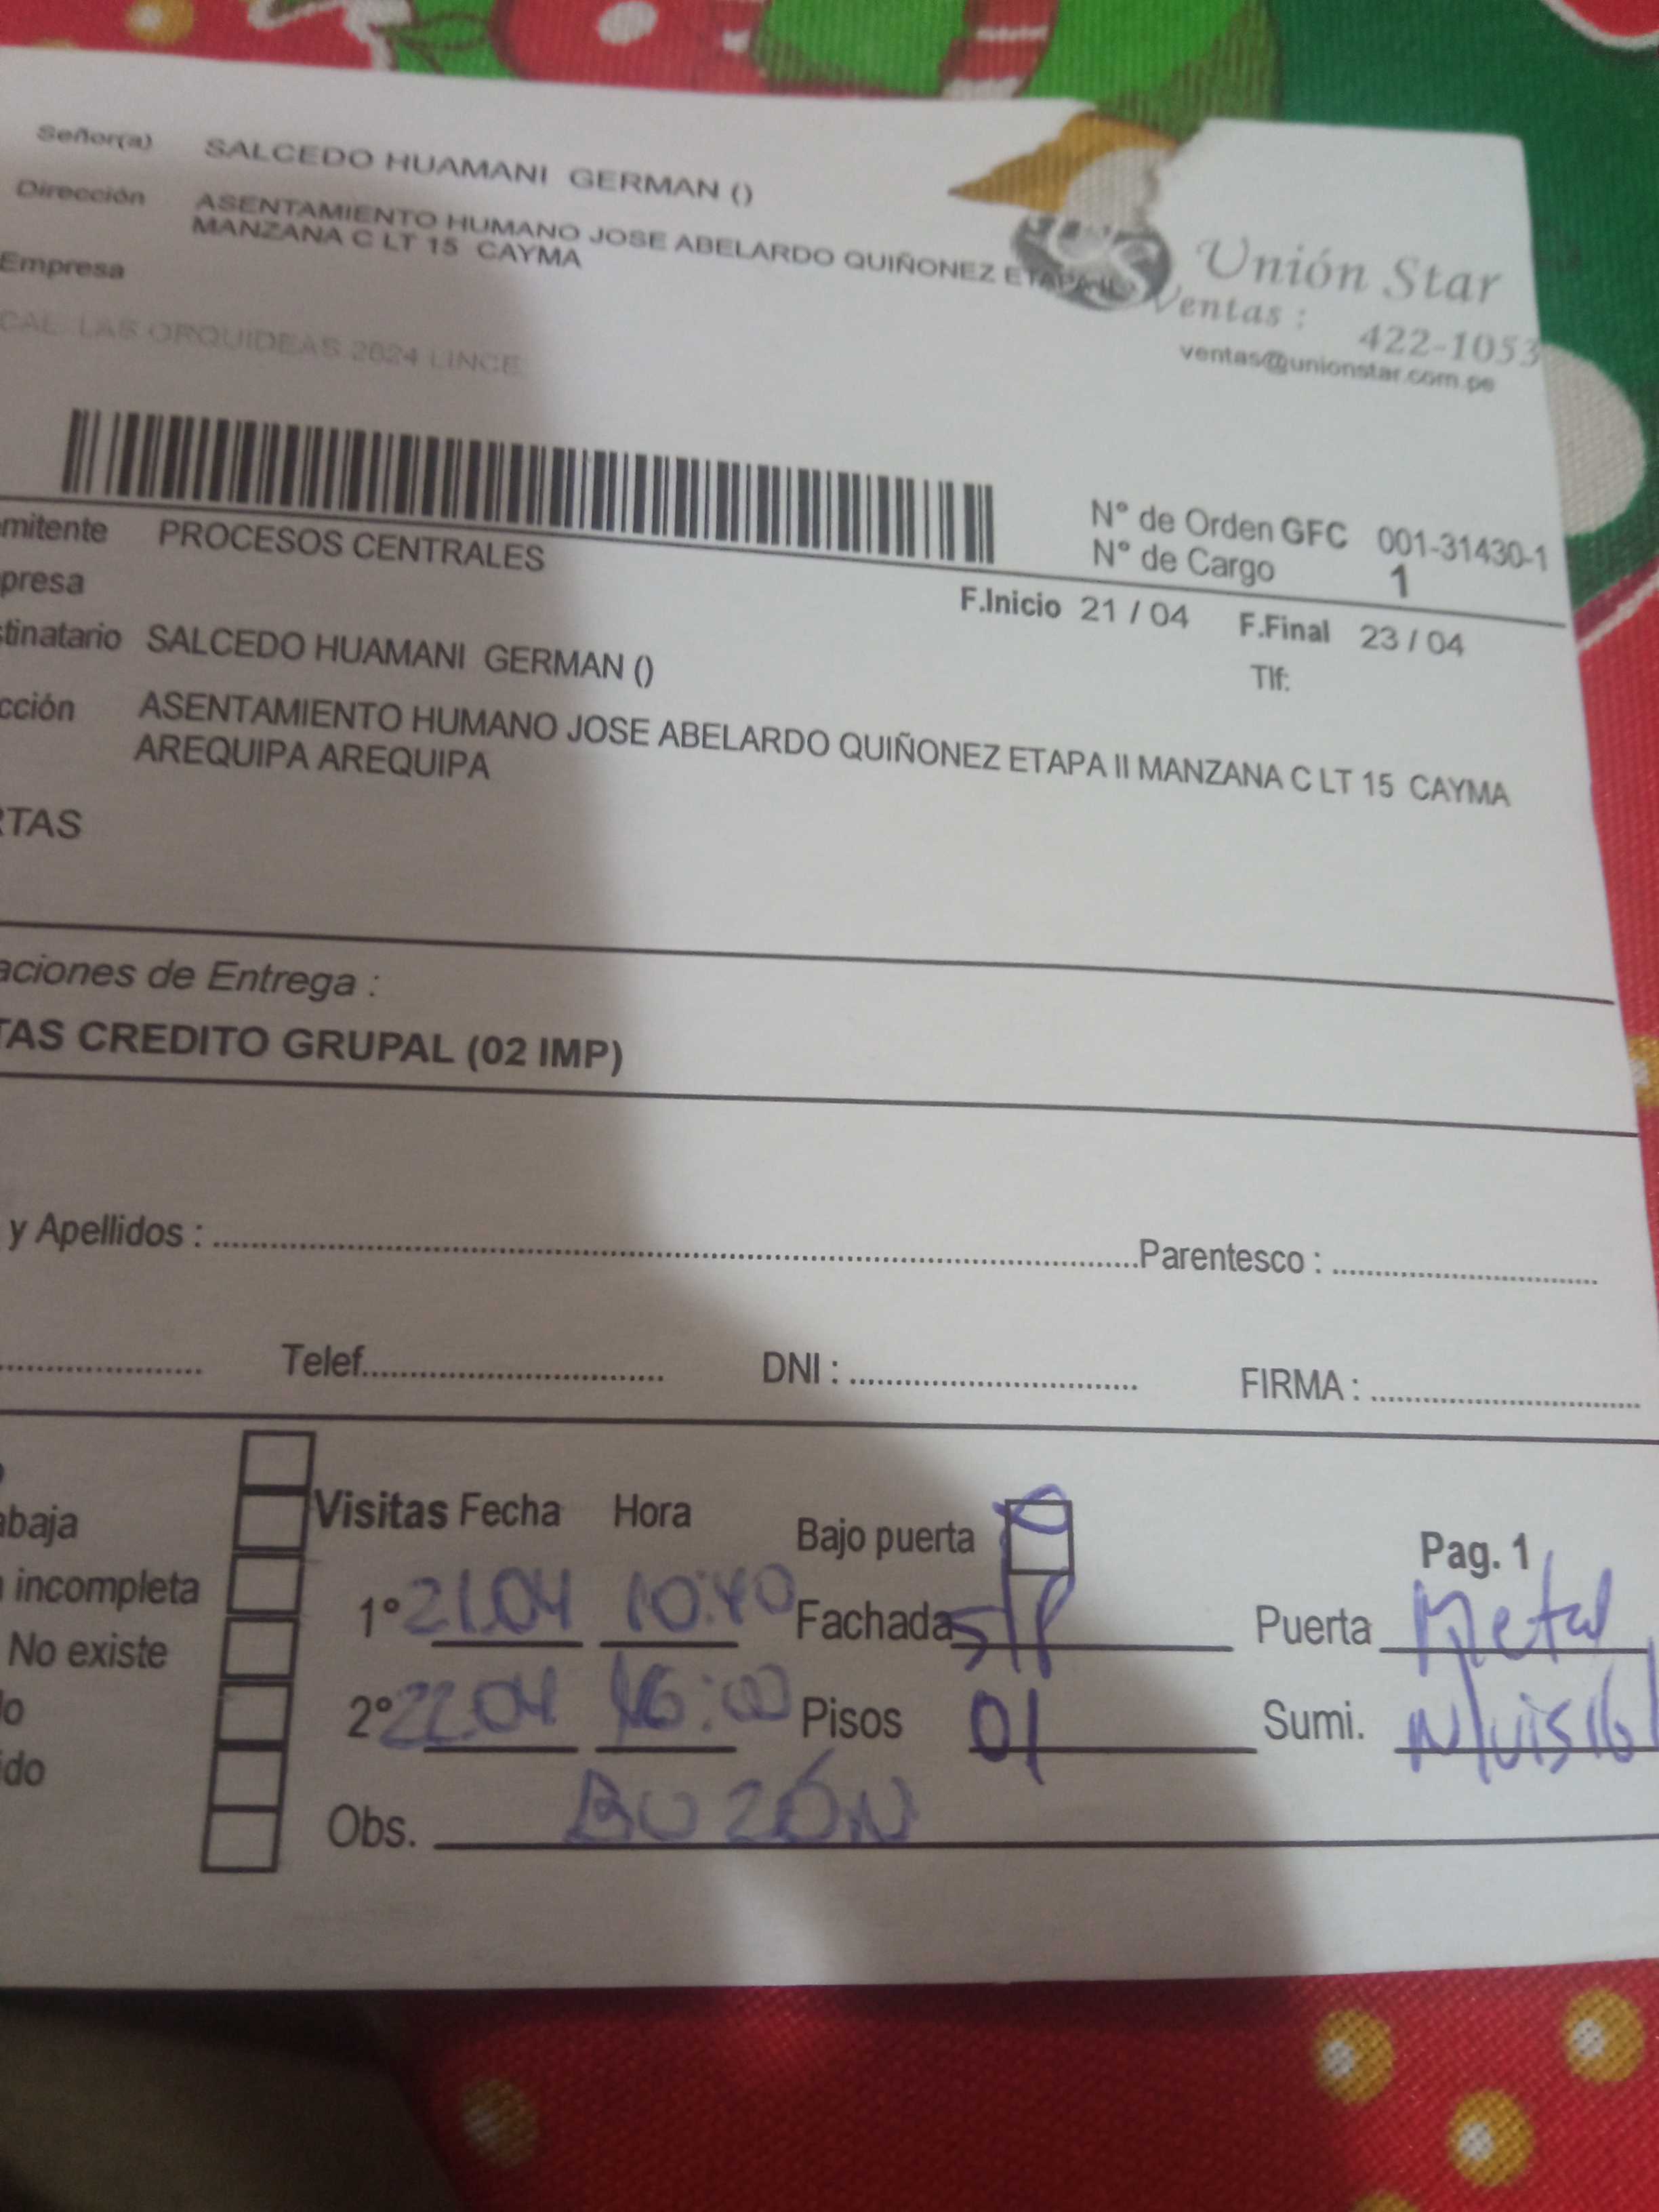 Señor(a) SALCEDO HUAMANI GERMAN ()
Dirección ASENTAMIENTO HUMANO JOSE ABELARDO QUIÑONEZ ETAPA II
MANZANA C LT 15 CAYMA
Empresa
CAL. LAS ORQUIDEAS 2624 LINCE
Unión Star
Ventas : 422-1053
ventas@unionstar.com.pe
N° de Orden GFC 001-31430-1
N° de Cargo 1
mitente PROCESOS CENTRALES
presa
F.Inicio 21 / 04 F.Final 23 / 04
stinatario SALCEDO HUAMANI GERMAN ()
Tlf:
cción ASENTAMIENTO HUMANO JOSE ABELARDO QUIÑONEZ ETAPA II MANZANA C LT 15 CAYMA
AREQUIPA AREQUIPA
RTAS
aciones de Entrega :
TAS CREDITO GRUPAL (02 IMP)
y Apellidos : Parentesco :
Telef. DNI : FIRMA :
abaja
incompleta
No existe
lo
ido
Visitas Fecha Hora Bajo puerta Pag. 1
1° 21.04 10:40 Fachada S/P Puerta Metal
2° 22.04 16:00 Pisos 01 Sumi. N/visibl
Obs. BUZÓN